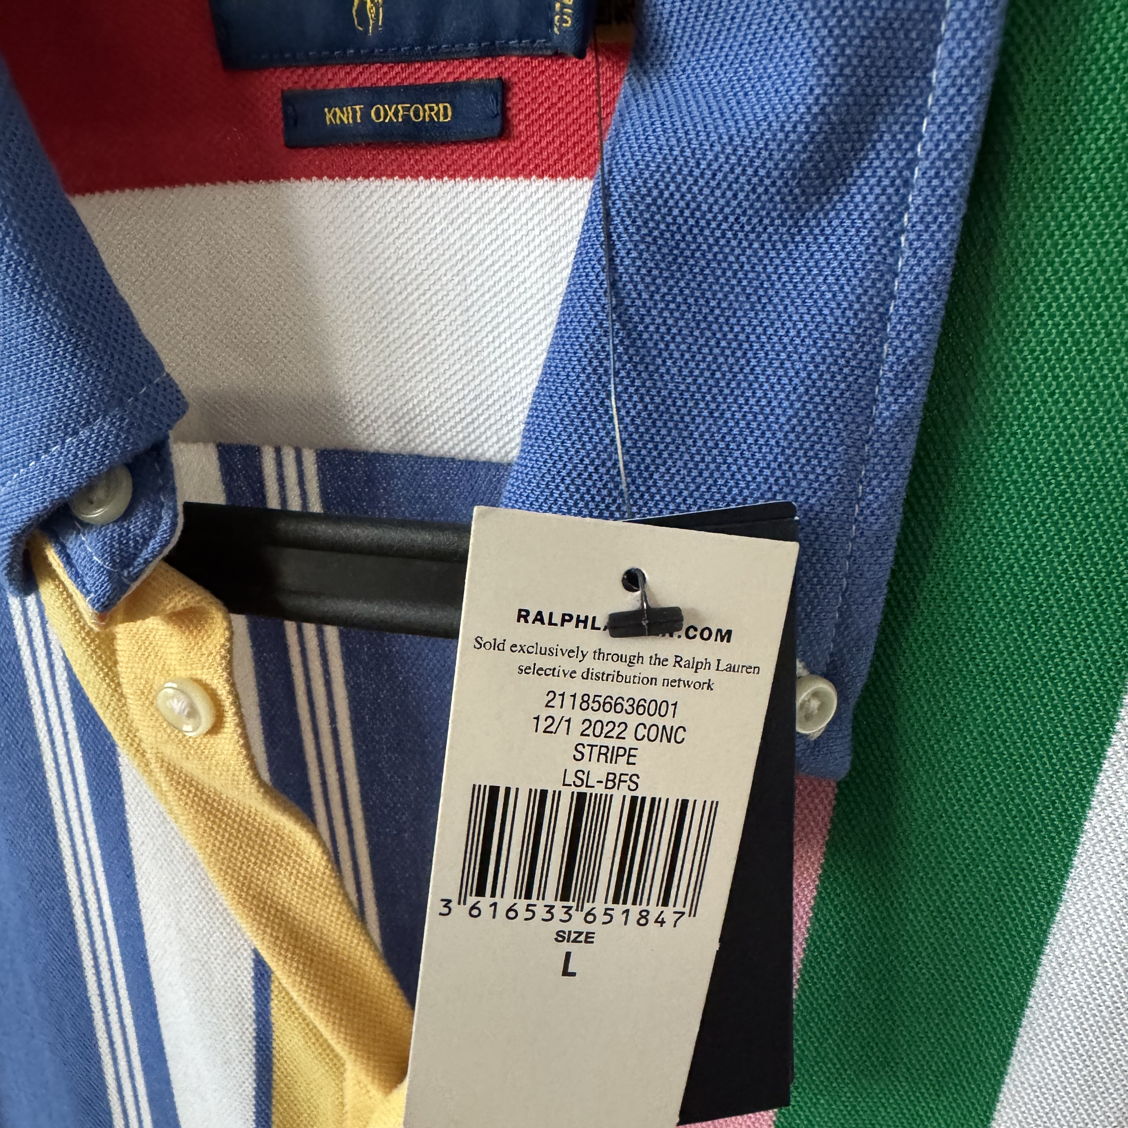 KNIT OXFORD
Sold exclusively through the Ralph Lauren
selective distribution network
211856636001
12/1 2022 CONC
STRIPE
LSL-BFS
3 616533 651847
SIZE
L